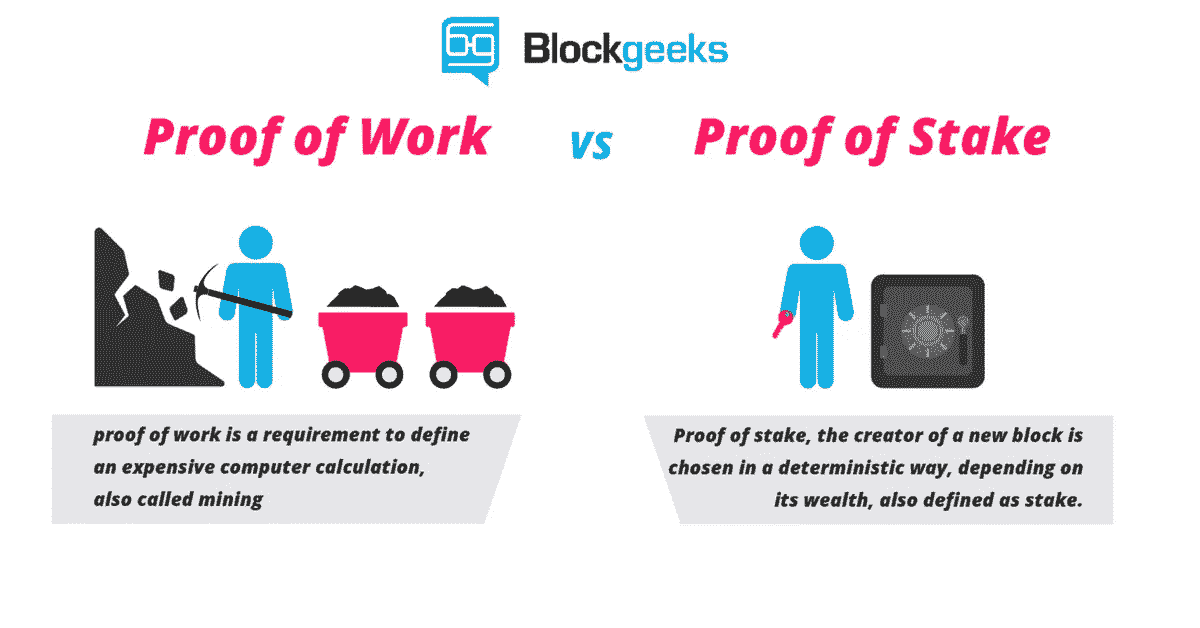 Blockgeeks
Proof of Work vs Proof of Stake
proof of work is a requirement to define
an expensive computer calculation,
also called mining
Proof of stake, the creator of a new block is
chosen in a deterministic way, depending on
its wealth, also defined as stake.